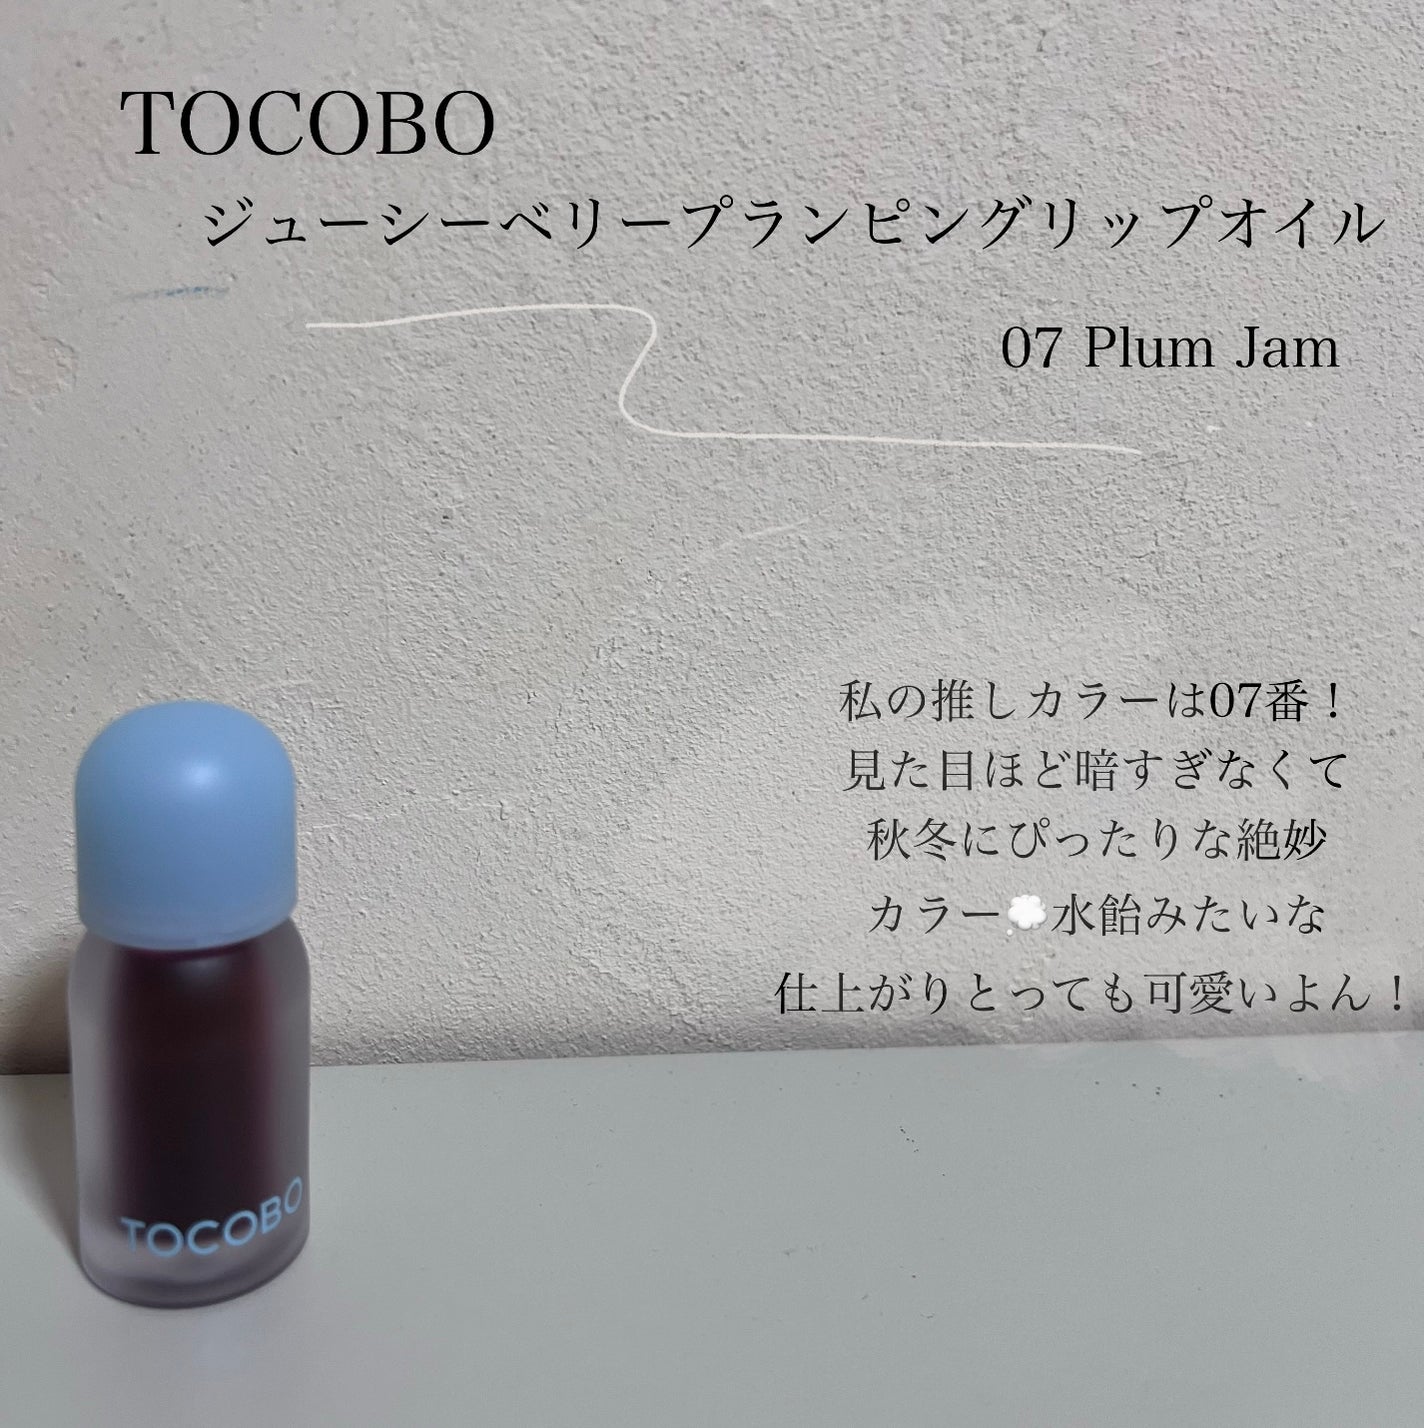 TOCOBO
ジューシーベリープランピングリップオイル
07 Plum Jam
私の推しカラーは07番！
見た目ほど暗すぎなくて
秋冬にぴったりな絶妙
カラー💭水飴みたいな
仕上がりとっても可愛いよん！
TOCOBO